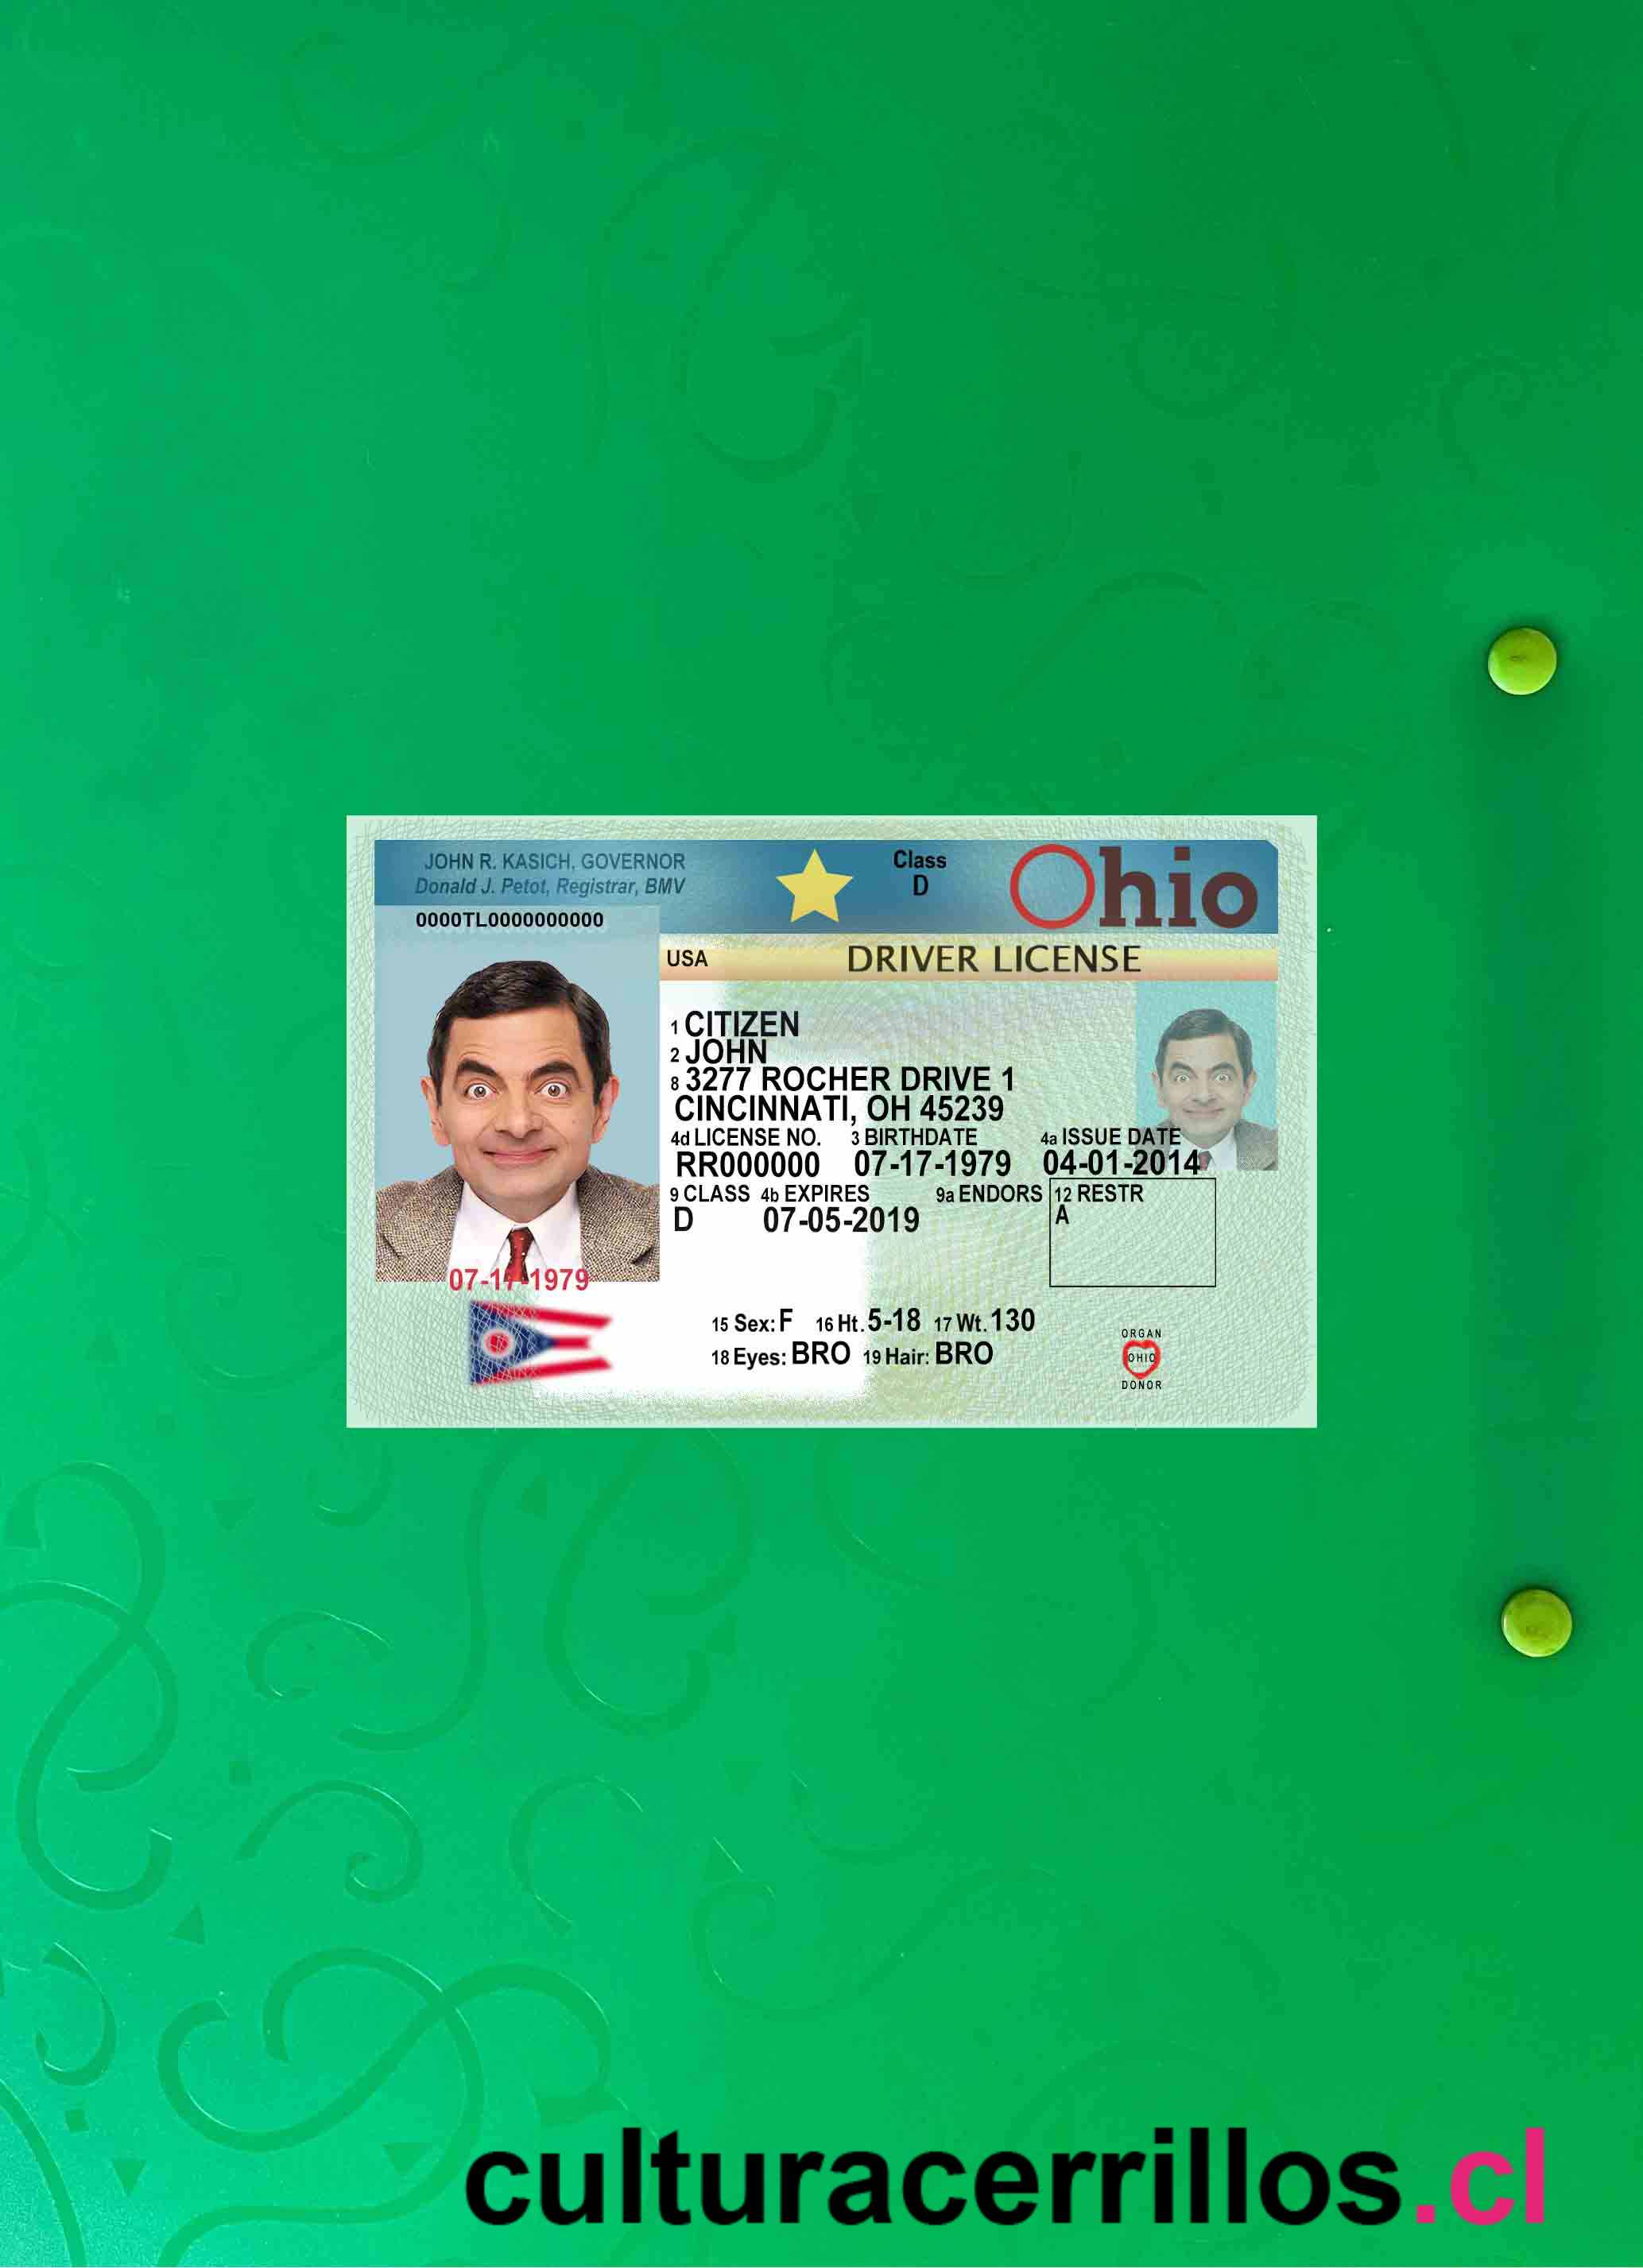 JOHN R. KASICH, GOVERNOR
Donald J. Petot, Registrar, BMV
0000TL0000000000
Class
D
Ohio
USA DRIVER LICENSE
1 CITIZEN
2 JOHN
8 3277 ROCHER DRIVE 1
CINCINNATI, OH 45239
4d LICENSE NO. 3 BIRTHDATE 4a ISSUE DATE
RR000000 07-17-1979 04-01-2014
9 CLASS 4b EXPIRES 9a ENDORS 12 RESTR
D 07-05-2019 A
07-17-1979
15 Sex: F 16 Ht. 5-18 17 Wt. 130
18 Eyes: BRO 19 Hair: BRO
ORGAN
OHIO
DONOR
culturacerrillos.cl